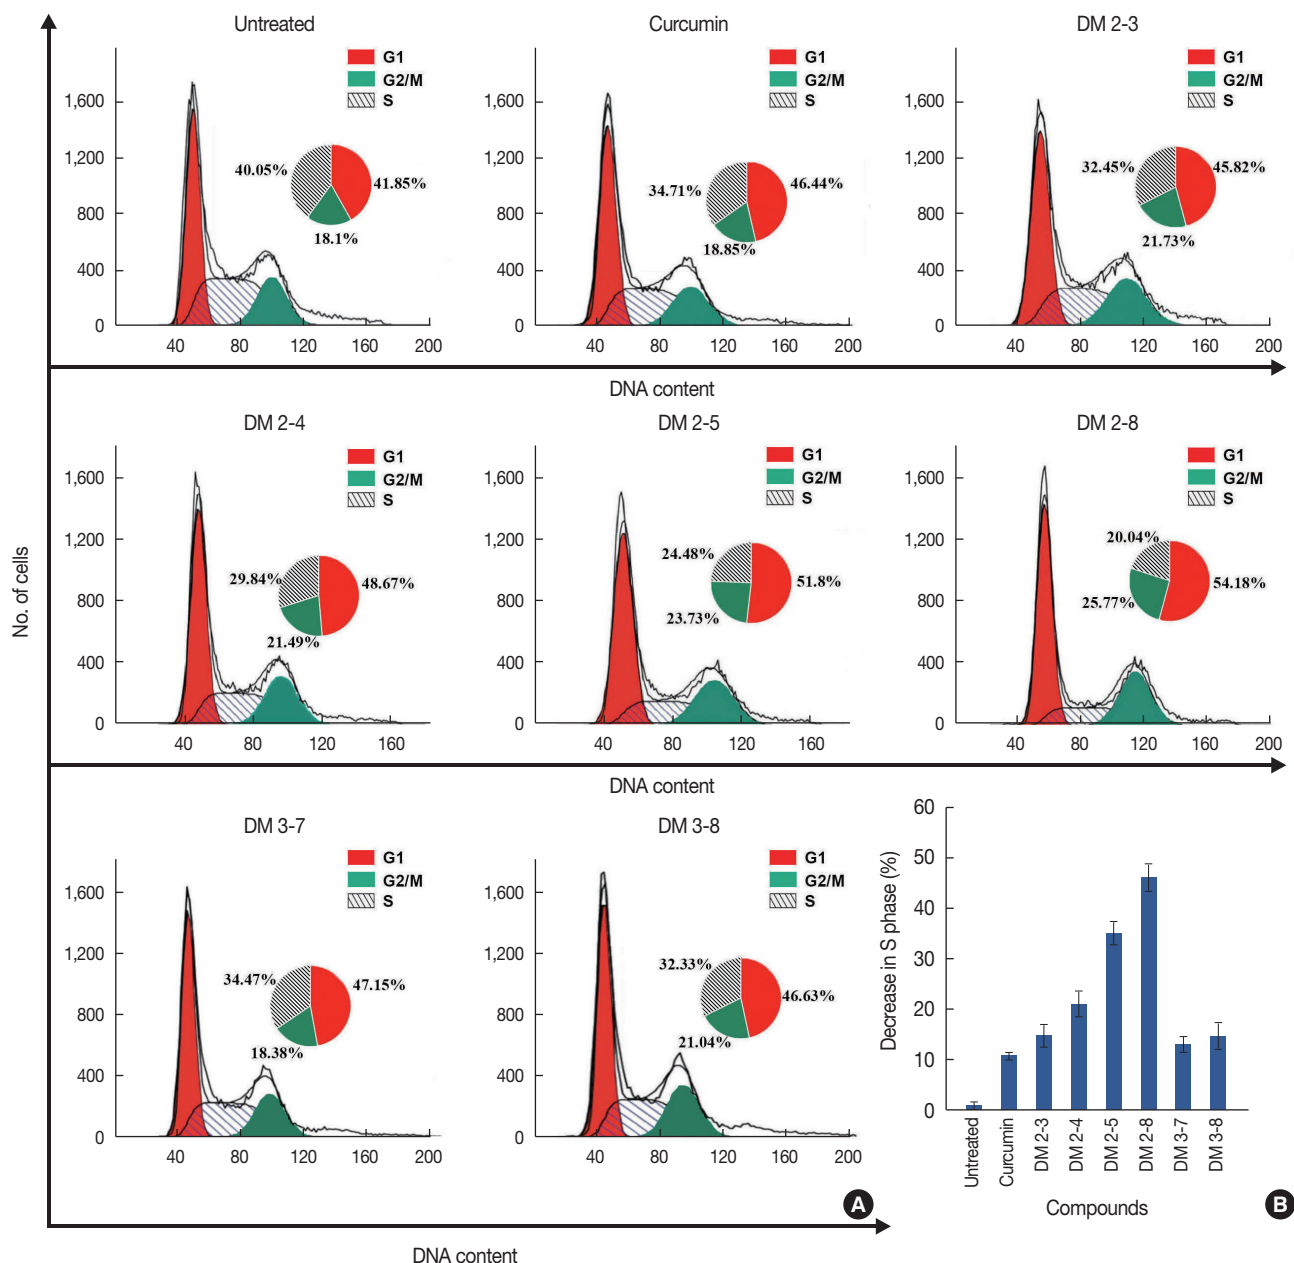 Untreated
G1
G2/M
S
1,600
1,200
800
400
0
40.05%
41.85%
18.1%
40 80 120 160 200
Curcumin
G1
G2/M
S
1,600
1,200
800
400
0
34.71%
46.44%
18.85%
40 80 120 160 200
DM 2-3
G1
G2/M
S
1,600
1,200
800
400
0
32.45%
45.82%
21.73%
40 80 120 160 200
DNA content
No. of cells
DM 2-4
G1
G2/M
S
1,600
1,200
800
400
0
29.84%
48.67%
21.49%
40 80 120 160
DM 2-5
G1
G2/M
S
1,600
1,200
800
400
0
24.48%
51.8%
23.73%
40 80 120 160
DM 2-8
G1
G2/M
S
1,600
1,200
800
400
0
20.04%
54.18%
25.77%
40 80 120 160 200
DNA content
DM 3-7
G1
G2/M
S
1,600
1,200
800
400
0
34.47%
47.15%
18.38%
40 80 120 160 200
DM 3-8
G1
G2/M
S
1,600
1,200
800
400
0
32.33%
46.63%
21.04%
40 80 120 160 200
A
DNA content
Decrease in S phase (%)
60
50
40
30
20
10
0
Untreated
Curcumin
DM 2-3
DM 2-4
DM 2-5
DM 2-8
DM 3-7
DM 3-8
Compounds
B